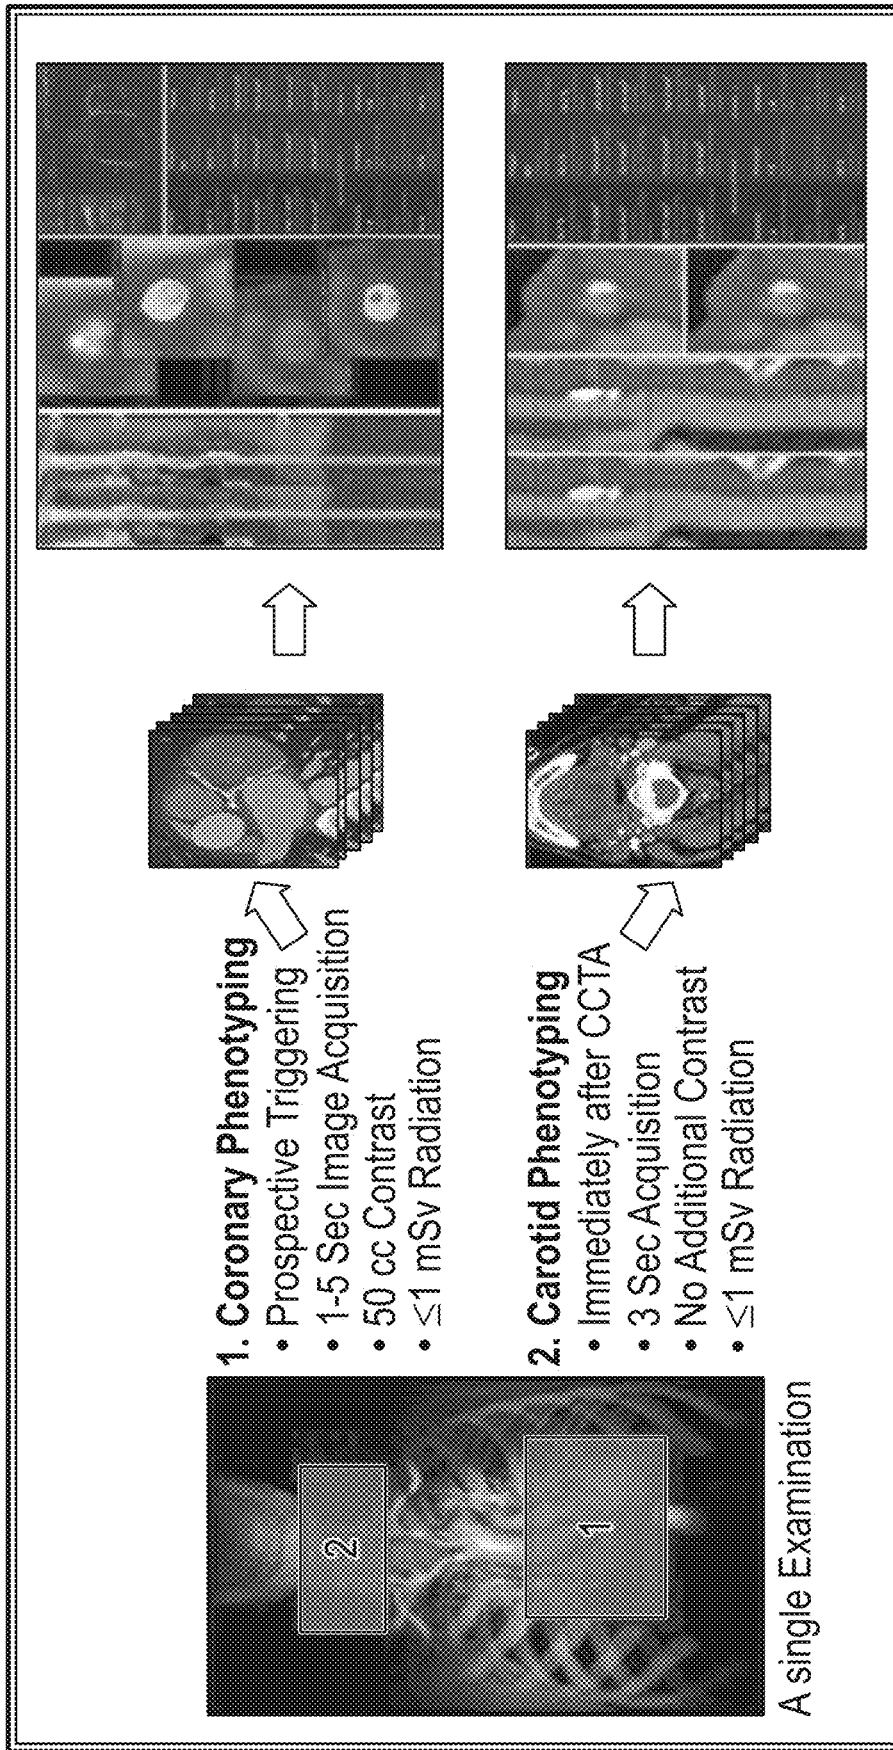 1. Coronary Phenotyping
• Prospective Triggering
• 1-5 Sec Image Acquisition
• 50 cc Contrast
• ≤1 mSv Radiation
2. Carotid Phenotyping
• Immediately after CCTA
• 3 Sec Acquisition
• No Additional Contrast
• ≤1 mSv Radiation
2
1
A single Examination